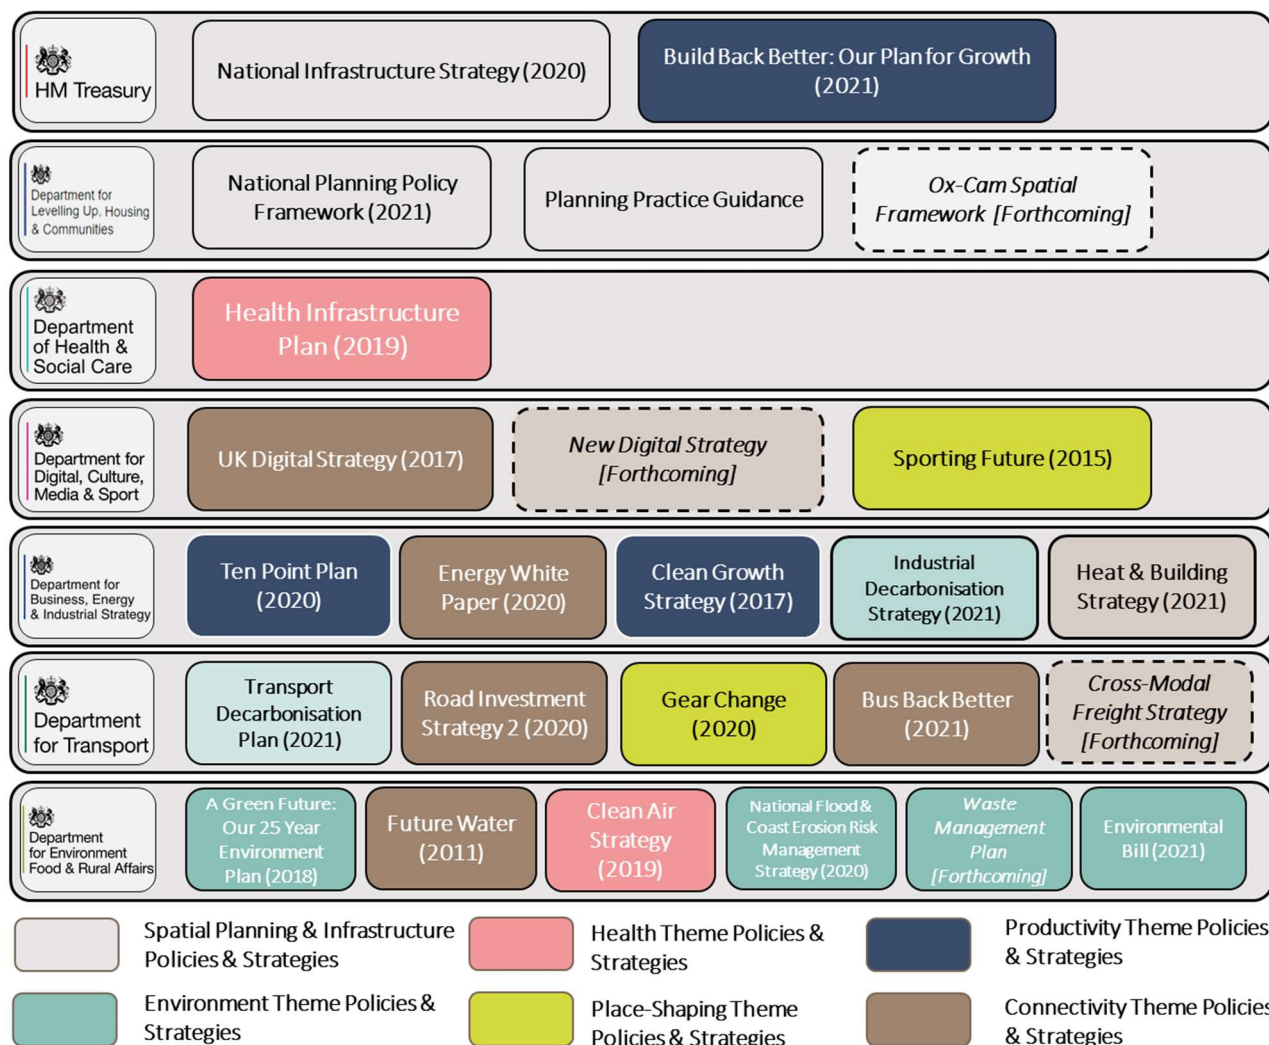 HM Treasury
National Infrastructure Strategy (2020)
Build Back Better: Our Plan for Growth
(2021)
Department for
Levelling Up, Housing
& Communities
National Planning Policy
Framework (2021)
Planning Practice Guidance
Ox-Cam Spatial
Framework [Forthcoming]
Department
of Health &
Social Care
Health Infrastructure
Plan (2019)
Department for
Digital, Culture,
Media & Sport
UK Digital Strategy (2017)
New Digital Strategy
[Forthcoming]
Sporting Future (2015)
Department for
Business, Energy
& Industrial Strategy
Ten Point Plan
(2020)
Energy White
Paper (2020)
Clean Growth
Strategy (2017)
Industrial
Decarbonisation
Strategy (2021)
Heat & Building
Strategy (2021)
Department
for Transport
Transport
Decarbonisation
Plan (2021)
Road Investment
Strategy 2 (2020)
Gear Change
(2020)
Bus Back Better
(2021)
Cross-Modal
Freight Strategy
[Forthcoming]
Department
for Environment
Food & Rural Affairs
A Green Future:
Our 25 Year
Environment
Plan (2018)
Future Water
(2011)
Clean Air
Strategy
(2019)
National Flood &
Coast Erosion Risk
Management
Strategy (2020)
Waste
Management
Plan
[Forthcoming]
Environmental
Bill (2021)
Spatial Planning & Infrastructure
Policies & Strategies
Health Theme Policies &
Strategies
Productivity Theme Policies
& Strategies
Environment Theme Policies &
Strategies
Place-Shaping Theme
Policies & Strategies
Connectivity Theme Policies
& Strategies